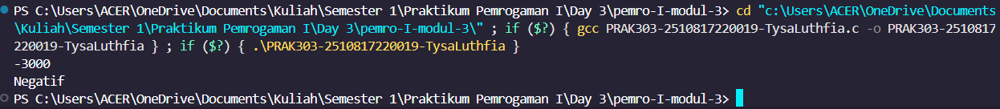 PS C:\Users\ACER\OneDrive\Documents\Kuliah\Semester 1\Praktikum Pemrogaman I\Day 3\pemro-I-modul-3> cd "c:\Users\ACER\OneDrive\Documents
\Kuliah\Semester 1\Praktikum Pemrogaman I\Day 3\pemro-I-modul-3\" ; if ($?) { gcc PRAK303-2510817220019-TysaLuthfia.c -o PRAK303-2510817
220019-TysaLuthfia } ; if ($?) { .\PRAK303-2510817220019-TysaLuthfia }
-3000
Negatif
PS C:\Users\ACER\OneDrive\Documents\Kuliah\Semester 1\Praktikum Pemrogaman I\Day 3\pemro-I-modul-3>